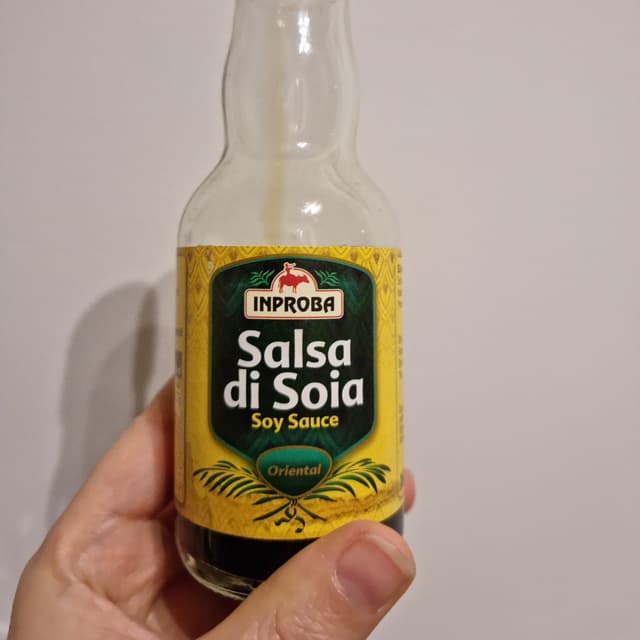 INPROBA
Salsa
di Soia
Soy Sauce
Oriental